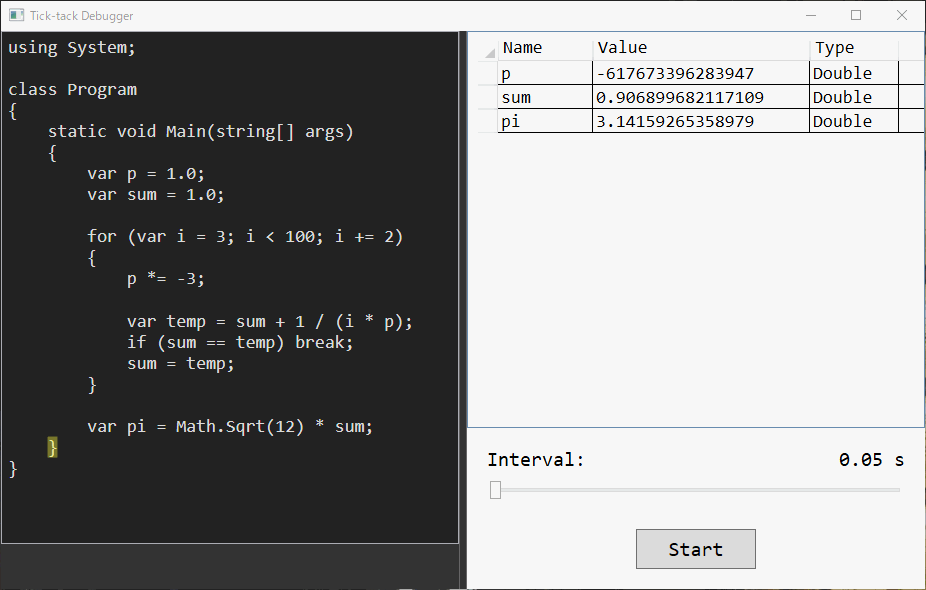 Tick-tack Debugger
using System;
class Program
{
static void Main(string[] args)
{
var p = 1.0;
var sum = 1.0;
for (var i = 3; i < 100; i += 2)
{
p *= -3;
var temp = sum + 1 / (i * p);
if (sum == temp) break;
sum = temp;
}
var pi = Math.Sqrt(12) * sum;
}
}
Name Value Type
p -617673396283947 Double
sum 0.906899682117109 Double
pi 3.14159265358979 Double
Interval: 0.05 s
Start